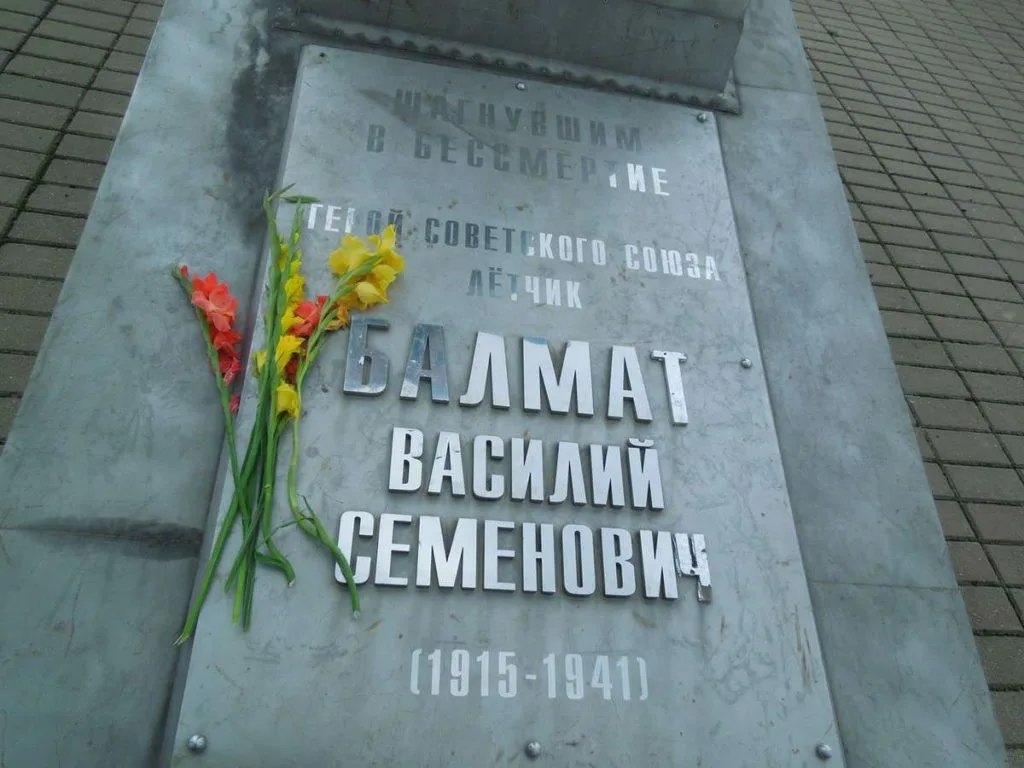 ШАГНУВШИМ
В БЕССМЕРТИЕ
ГЕРОЙ СОВЕТСКОГО СОЮЗА
ЛЁТЧИК
БАЛМАТ
ВАСИЛИЙ
СЕМЕНОВИЧ
(1915-1941)